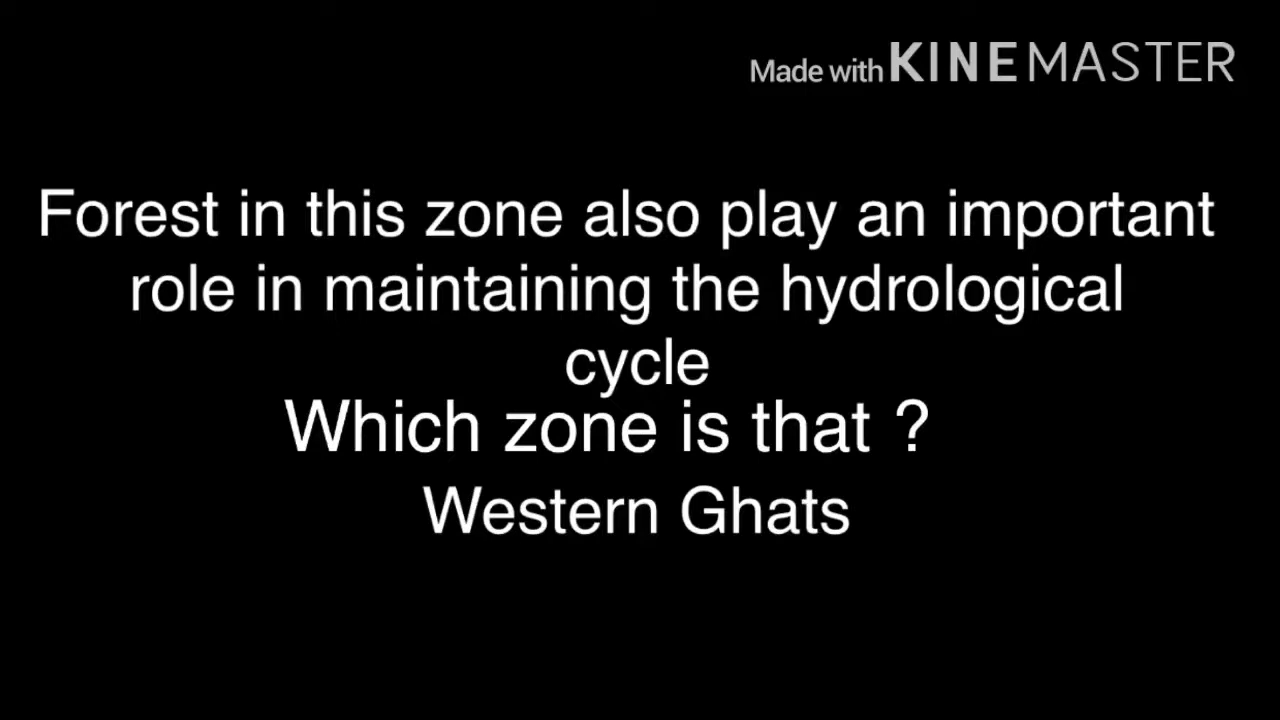 Made with KINEMASTER
Forest in this zone also play an important
role in maintaining the hydrological
cycle
Which zone is that ?
Western Ghats